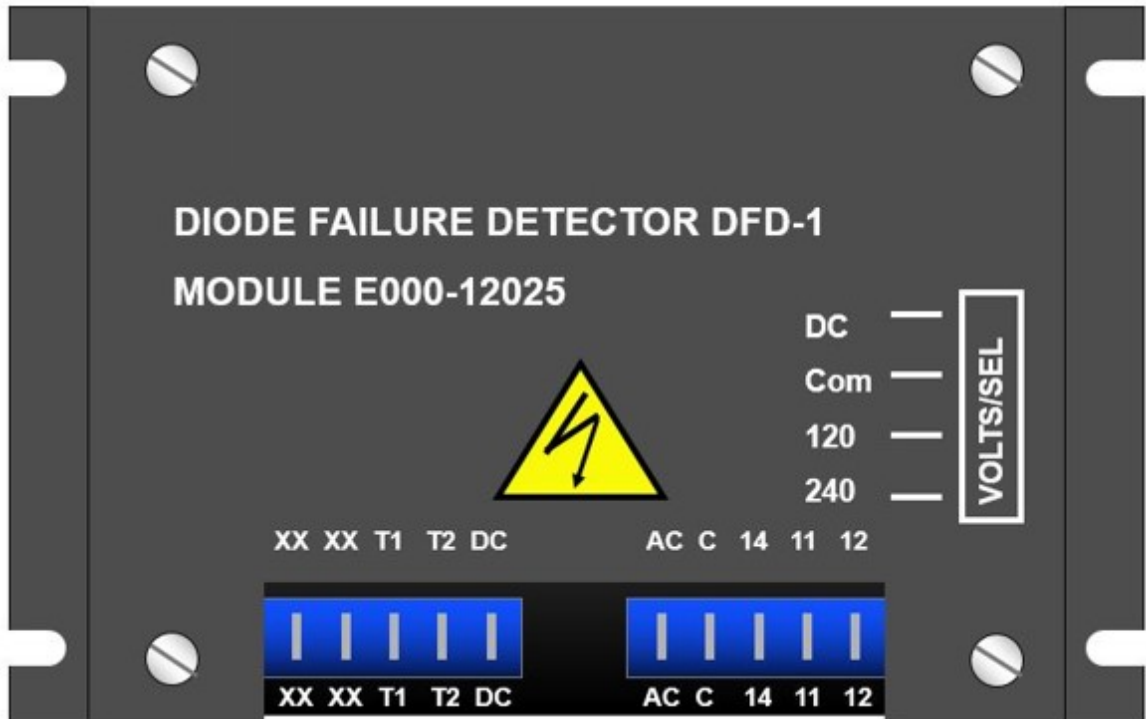 DIODE FAILURE DETECTOR DFD-1
MODULE E000-12025
DC
Com
120
240
VOLTS/SEL
XX XX T1 T2 DC AC C 14 11 12
XX XX T1 T2 DC AC C 14 11 12